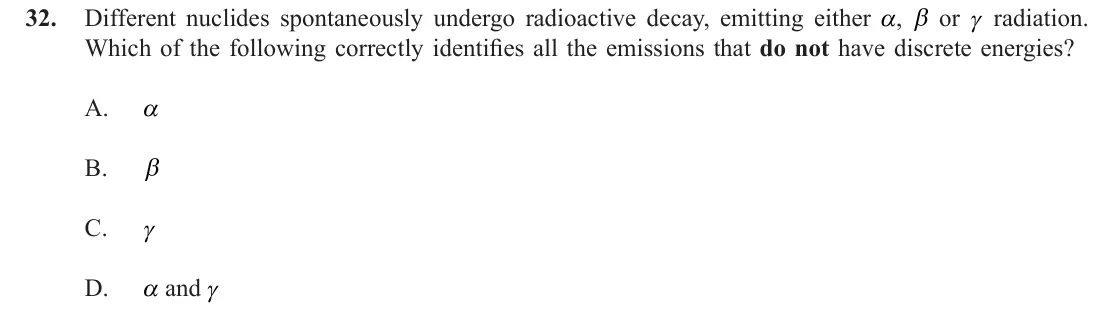 32. Different nuclides spontaneously undergo radioactive decay, emitting either α, β or γ radiation.
Which of the following correctly identifies all the emissions that do not have discrete energies?
A. α
B. β
C. γ
D. α and γ